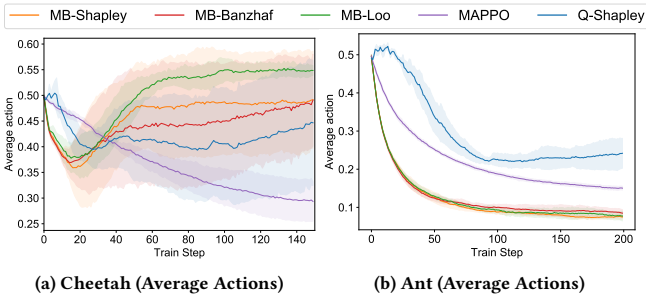 MB-Shapley MB-Banzhaf MB-Loo MAPPO Q-Shapley
0.60
0.55
0.50
0.45
0.40
0.35
0.30
0.25
Average action
0 20 40 60 80 100 120 140
Train Step
(a) Cheetah (Average Actions)
0.5
0.4
0.3
0.2
0.1
Average action
0 50 100 150 200
Train Step
(b) Ant (Average Actions)